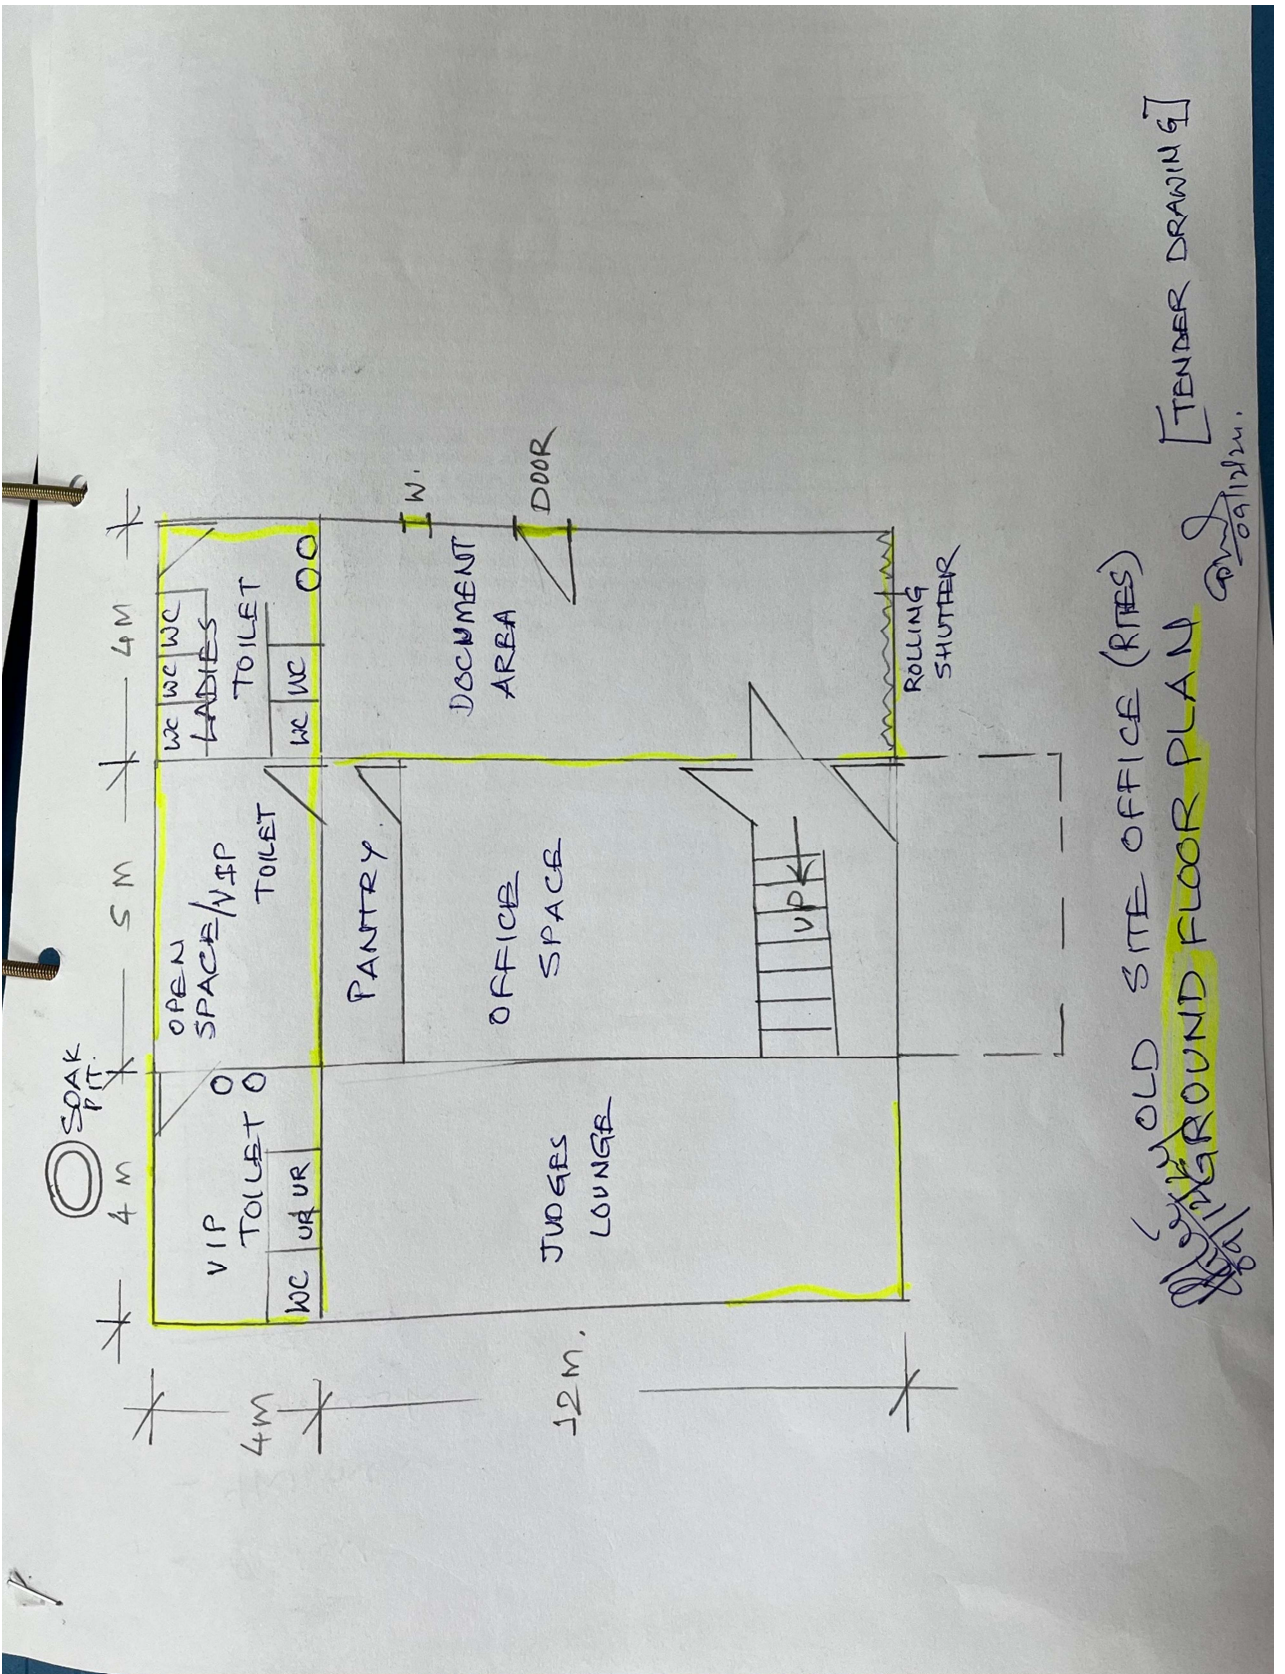 SOAK
PIT.
4 M
5 M
4M
4M
12 M.
VIP
TOILET
WC
UR
UR
OPEN
SPACE/VIP
TOILET
WC
WC
WC
LADIES
TOILET
WC
WC
PANTRY
OFFICE
SPACE
UP
JUDGES
LOUNGE
DOCUMENT
AREA
W.
DOOR
ROLLING
SHUTTER
OLD SITE OFFICE (RITES)
GROUND FLOOR PLAN
[TENDER DRAWING]